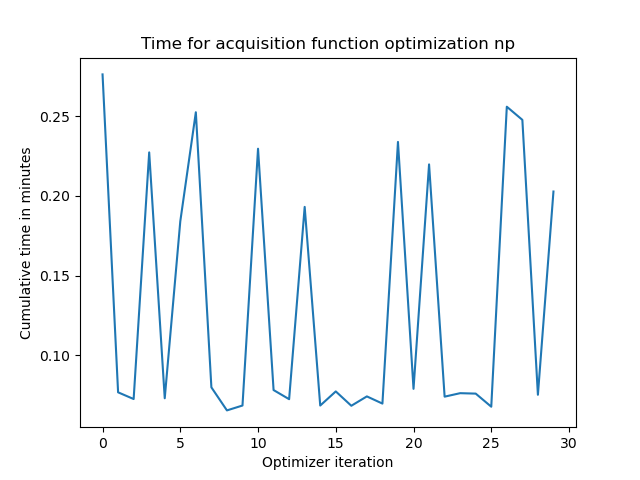 Time for acquisition function optimization np
0.25
0.20
0.15
0.10
Cumulative time in minutes
0 5 10 15 20 25 30
Optimizer iteration